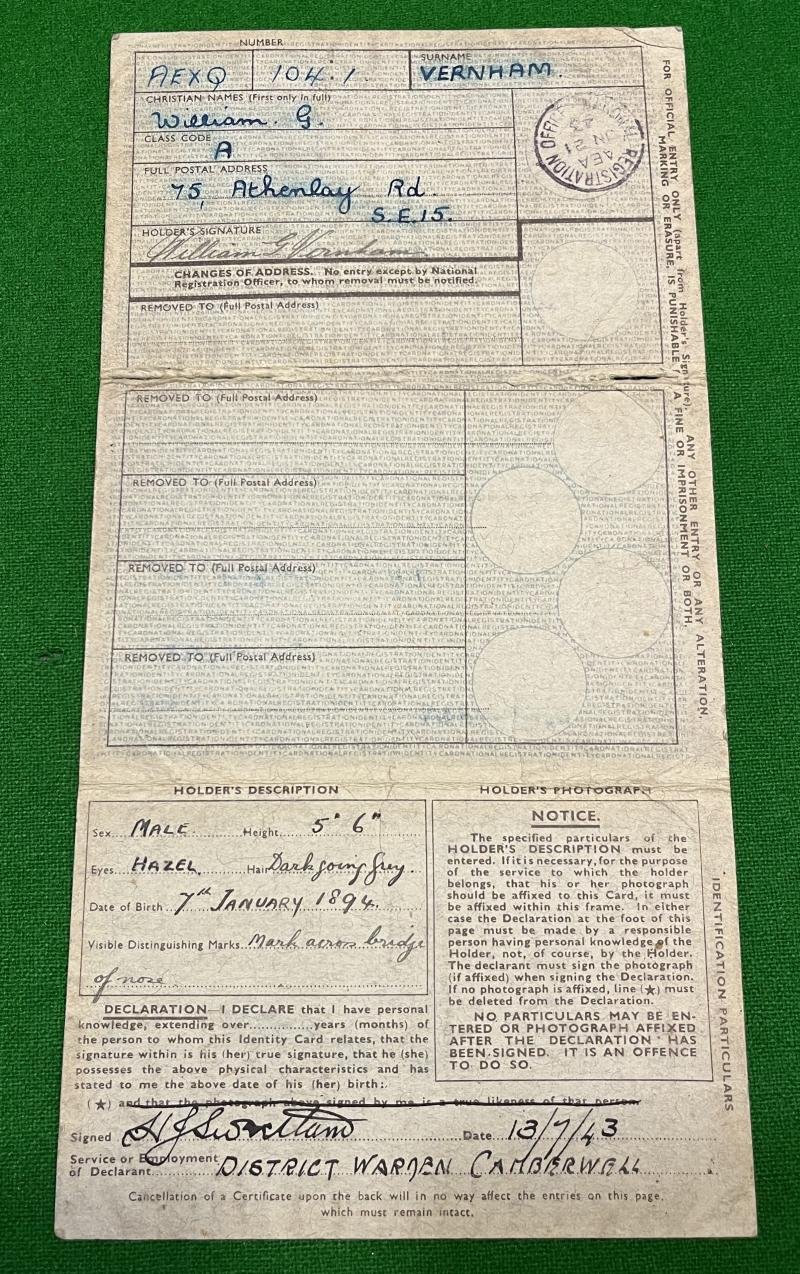 NUMBER
SURNAME
AEXQ 104.1. VERNHAM.
CHRISTIAN NAMES (First only in full)
William. G.
CLASS CODE
A
FULL POSTAL ADDRESS
75, Athenlay Rd.
S.E.15.
HOLDER'S SIGNATURE
William G Vernham
NATIONAL REGISTRATION OFFICE
AEA 21
43
CHANGES OF ADDRESS. No entry except by National
Registration Officer, to whom removal must be notified.
REMOVED TO (Full Postal Address)
REMOVED TO (Full Postal Address)
REMOVED TO (Full Postal Address)
REMOVED TO (Full Postal Address)
REMOVED TO (Full Postal Address)
FOR OFFICIAL ENTRY ONLY (apart from Holder's Signature). ANY OTHER ENTRY OR ANY ALTERATION
MARKING OR ERASURE, IS PUNISHABLE BY A FINE OR IMPRISONMENT OR BOTH.
HOLDER'S DESCRIPTION
Sex MALE Height 5' 6"
Eyes HAZEL Hair Dark going Grey.
Date of Birth 7th JANUARY 1894.
Visible Distinguishing Marks Mark across bridge
of nose
DECLARATION—I DECLARE that I have personal
knowledge, extending over............years (months) of
the person to whom this Identity Card relates, that the
signature within is his (her) true signature, that he (she)
possesses the above physical characteristics and has
stated to me the above date of his (her) birth:.
HOLDER'S PHOTOGRAPH
NOTICE.
The specified particulars of the
HOLDER'S DESCRIPTION must be
entered. If it is necessary, for the purpose
of the service to which the holder
belongs, that his or her photograph
should be affixed to this Card, it must
be affixed within this frame. In either
case the Declaration at the foot of this
page must be made by a responsible
person having personal knowledge of the
Holder, not, of course, by the Holder.
The declarant must sign the photograph
(if affixed) when signing the Declaration.
If no photograph is affixed, line (★) must
be deleted from the Declaration.
NO PARTICULARS MAY BE EN-
TERED OR PHOTOGRAPH AFFIXED
AFTER THE DECLARATION HAS
BEEN SIGNED. IT IS AN OFFENCE
TO DO SO.
IDENTIFICATION PARTICULARS
(★) and that the photograph above signed by me is a true likeness of that person.
Signed Date 13/7/43
Service or Employment
of Declarant DISTRICT WARDEN CAMBERWELL
Cancellation of a Certificate upon the back will in no way affect the entries on this page,
which must remain intact.